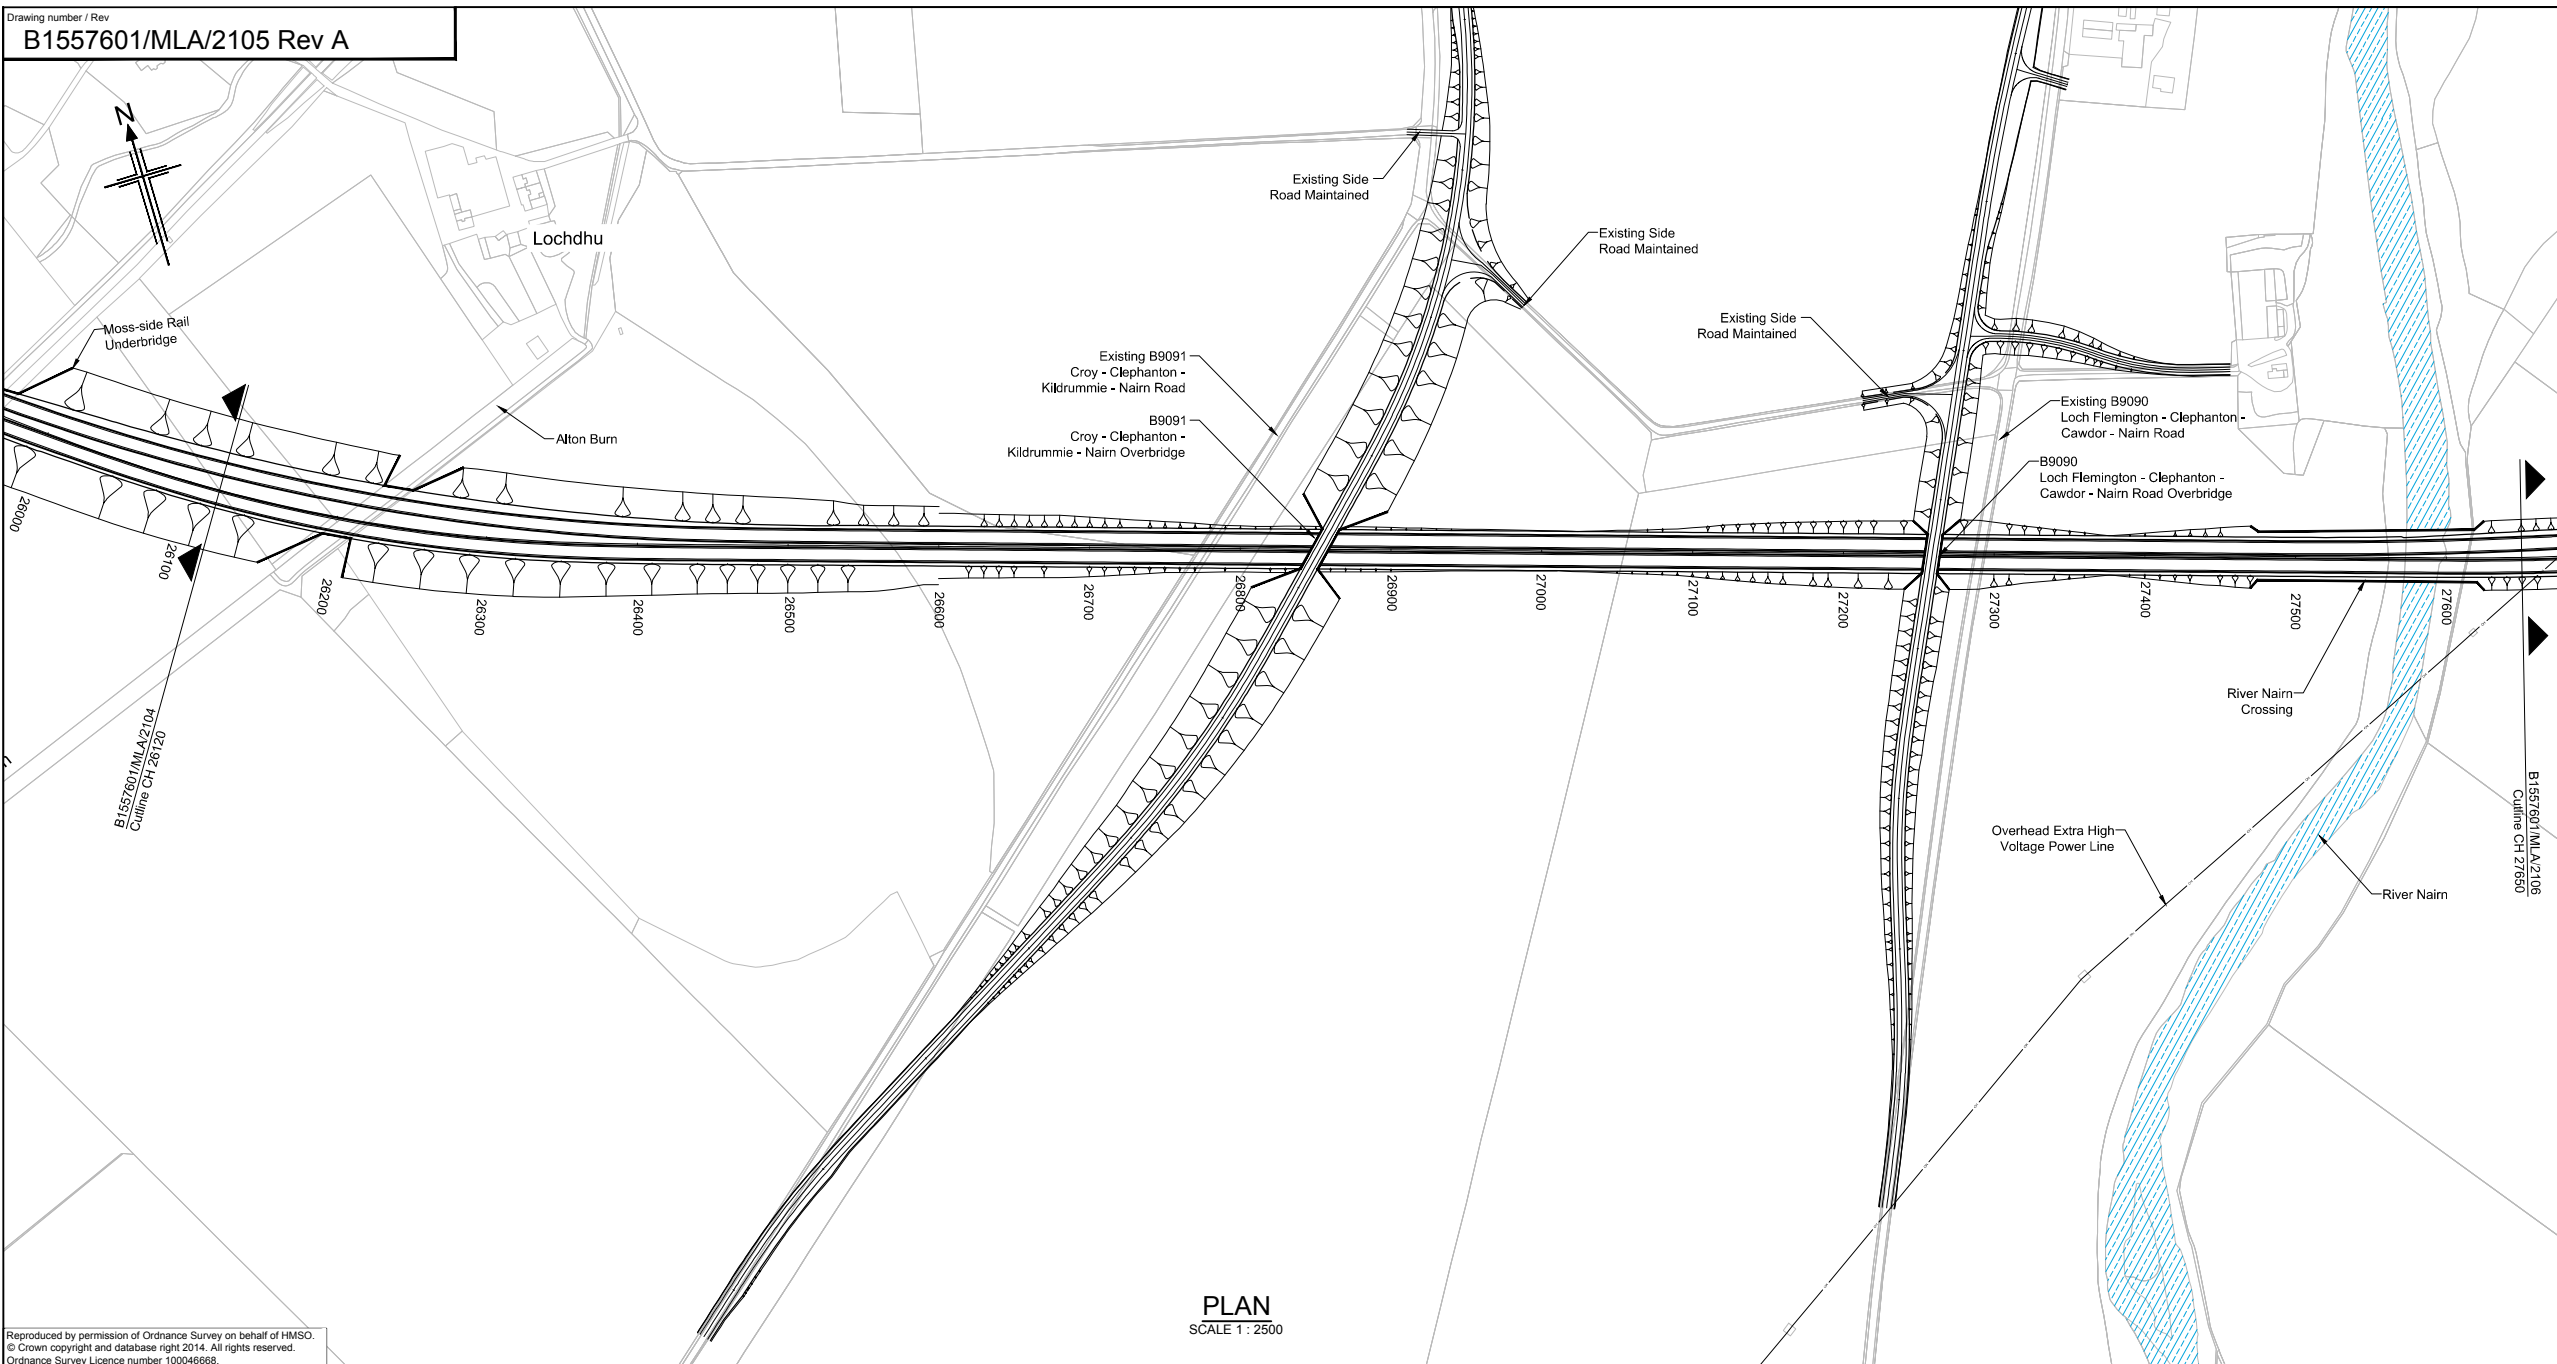 Drawing number / Rev
B1557601/MLA/2105 Rev A
N
Existing Side
Road Maintained
Lochdhu
Existing Side
Road Maintained
Moss-side Rail
Underbridge
Existing Side
Road Maintained
Existing B9091
Croy - Clephanton -
Kildrummie - Nairn Road
Existing B9090
Loch Flemington - Clephanton -
Cawdor - Nairn Road
B9091
Croy - Clephanton -
Kildrummie - Nairn Overbridge
Alton Burn
B9090
Loch Flemington - Clephanton -
Cawdor - Nairn Road Overbridge
26000
26100
26200
26300
26400
26500
26600
26700
26800
26900
27000
27100
27200
27300
27400
27500
27600
River Nairn
Crossing
B1557601/MLA/2104
Cutline CH 26120
B1557601/MLA/2106
Cutline CH 27650
Overhead Extra High
Voltage Power Line
River Nairn
PLAN
SCALE 1 : 2500
Reproduced by permission of Ordnance Survey on behalf of HMSO.
© Crown copyright and database right 2014. All rights reserved.
Ordnance Survey Licence number 100046668.